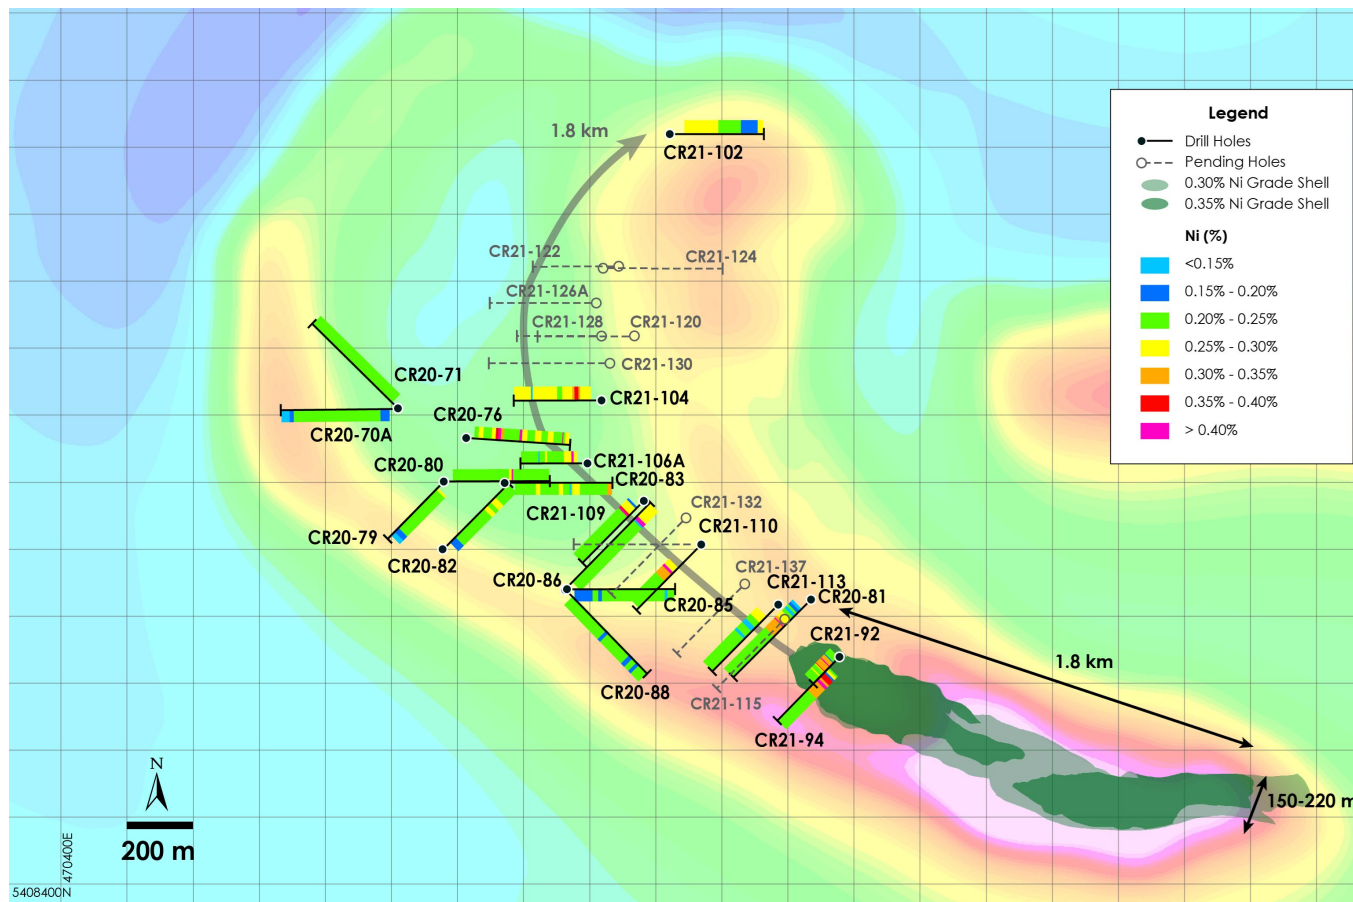 1.8 km
CR21-102
Legend
Drill Holes
Pending Holes
0.30% Ni Grade Shell
0.35% Ni Grade Shell
Ni (%)
<0.15%
0.15% - 0.20%
0.20% - 0.25%
0.25% - 0.30%
0.30% - 0.35%
0.35% - 0.40%
> 0.40%
CR21-122
CR21-124
CR21-126A
CR21-128
CR21-120
CR21-130
CR20-71
CR21-104
CR20-76
CR20-70A
CR20-80
CR21-106A
CR20-83
CR21-132
CR21-109
CR21-110
CR20-79
CR20-82
CR20-86
CR21-137
CR21-113
CR20-81
CR20-85
CR21-92
1.8 km
CR20-88
CR21-115
CR21-94
N
200 m
150-220 m
470400E
5408400N